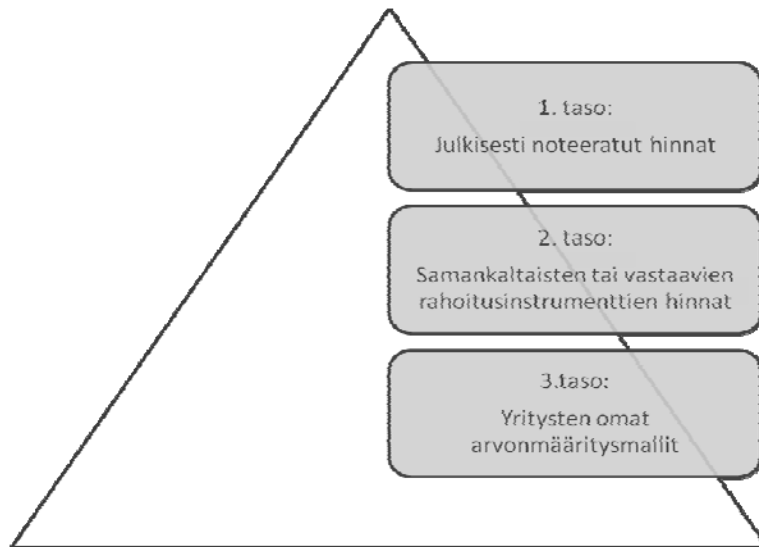 1. taso:
Julkisesti noteeratut hinnat
2. taso:
Samankaltaisten tai vastaavien
rahoitusinstrumenttien hinnat
3.taso:
Yritysten omat
arvonmääritysmallit